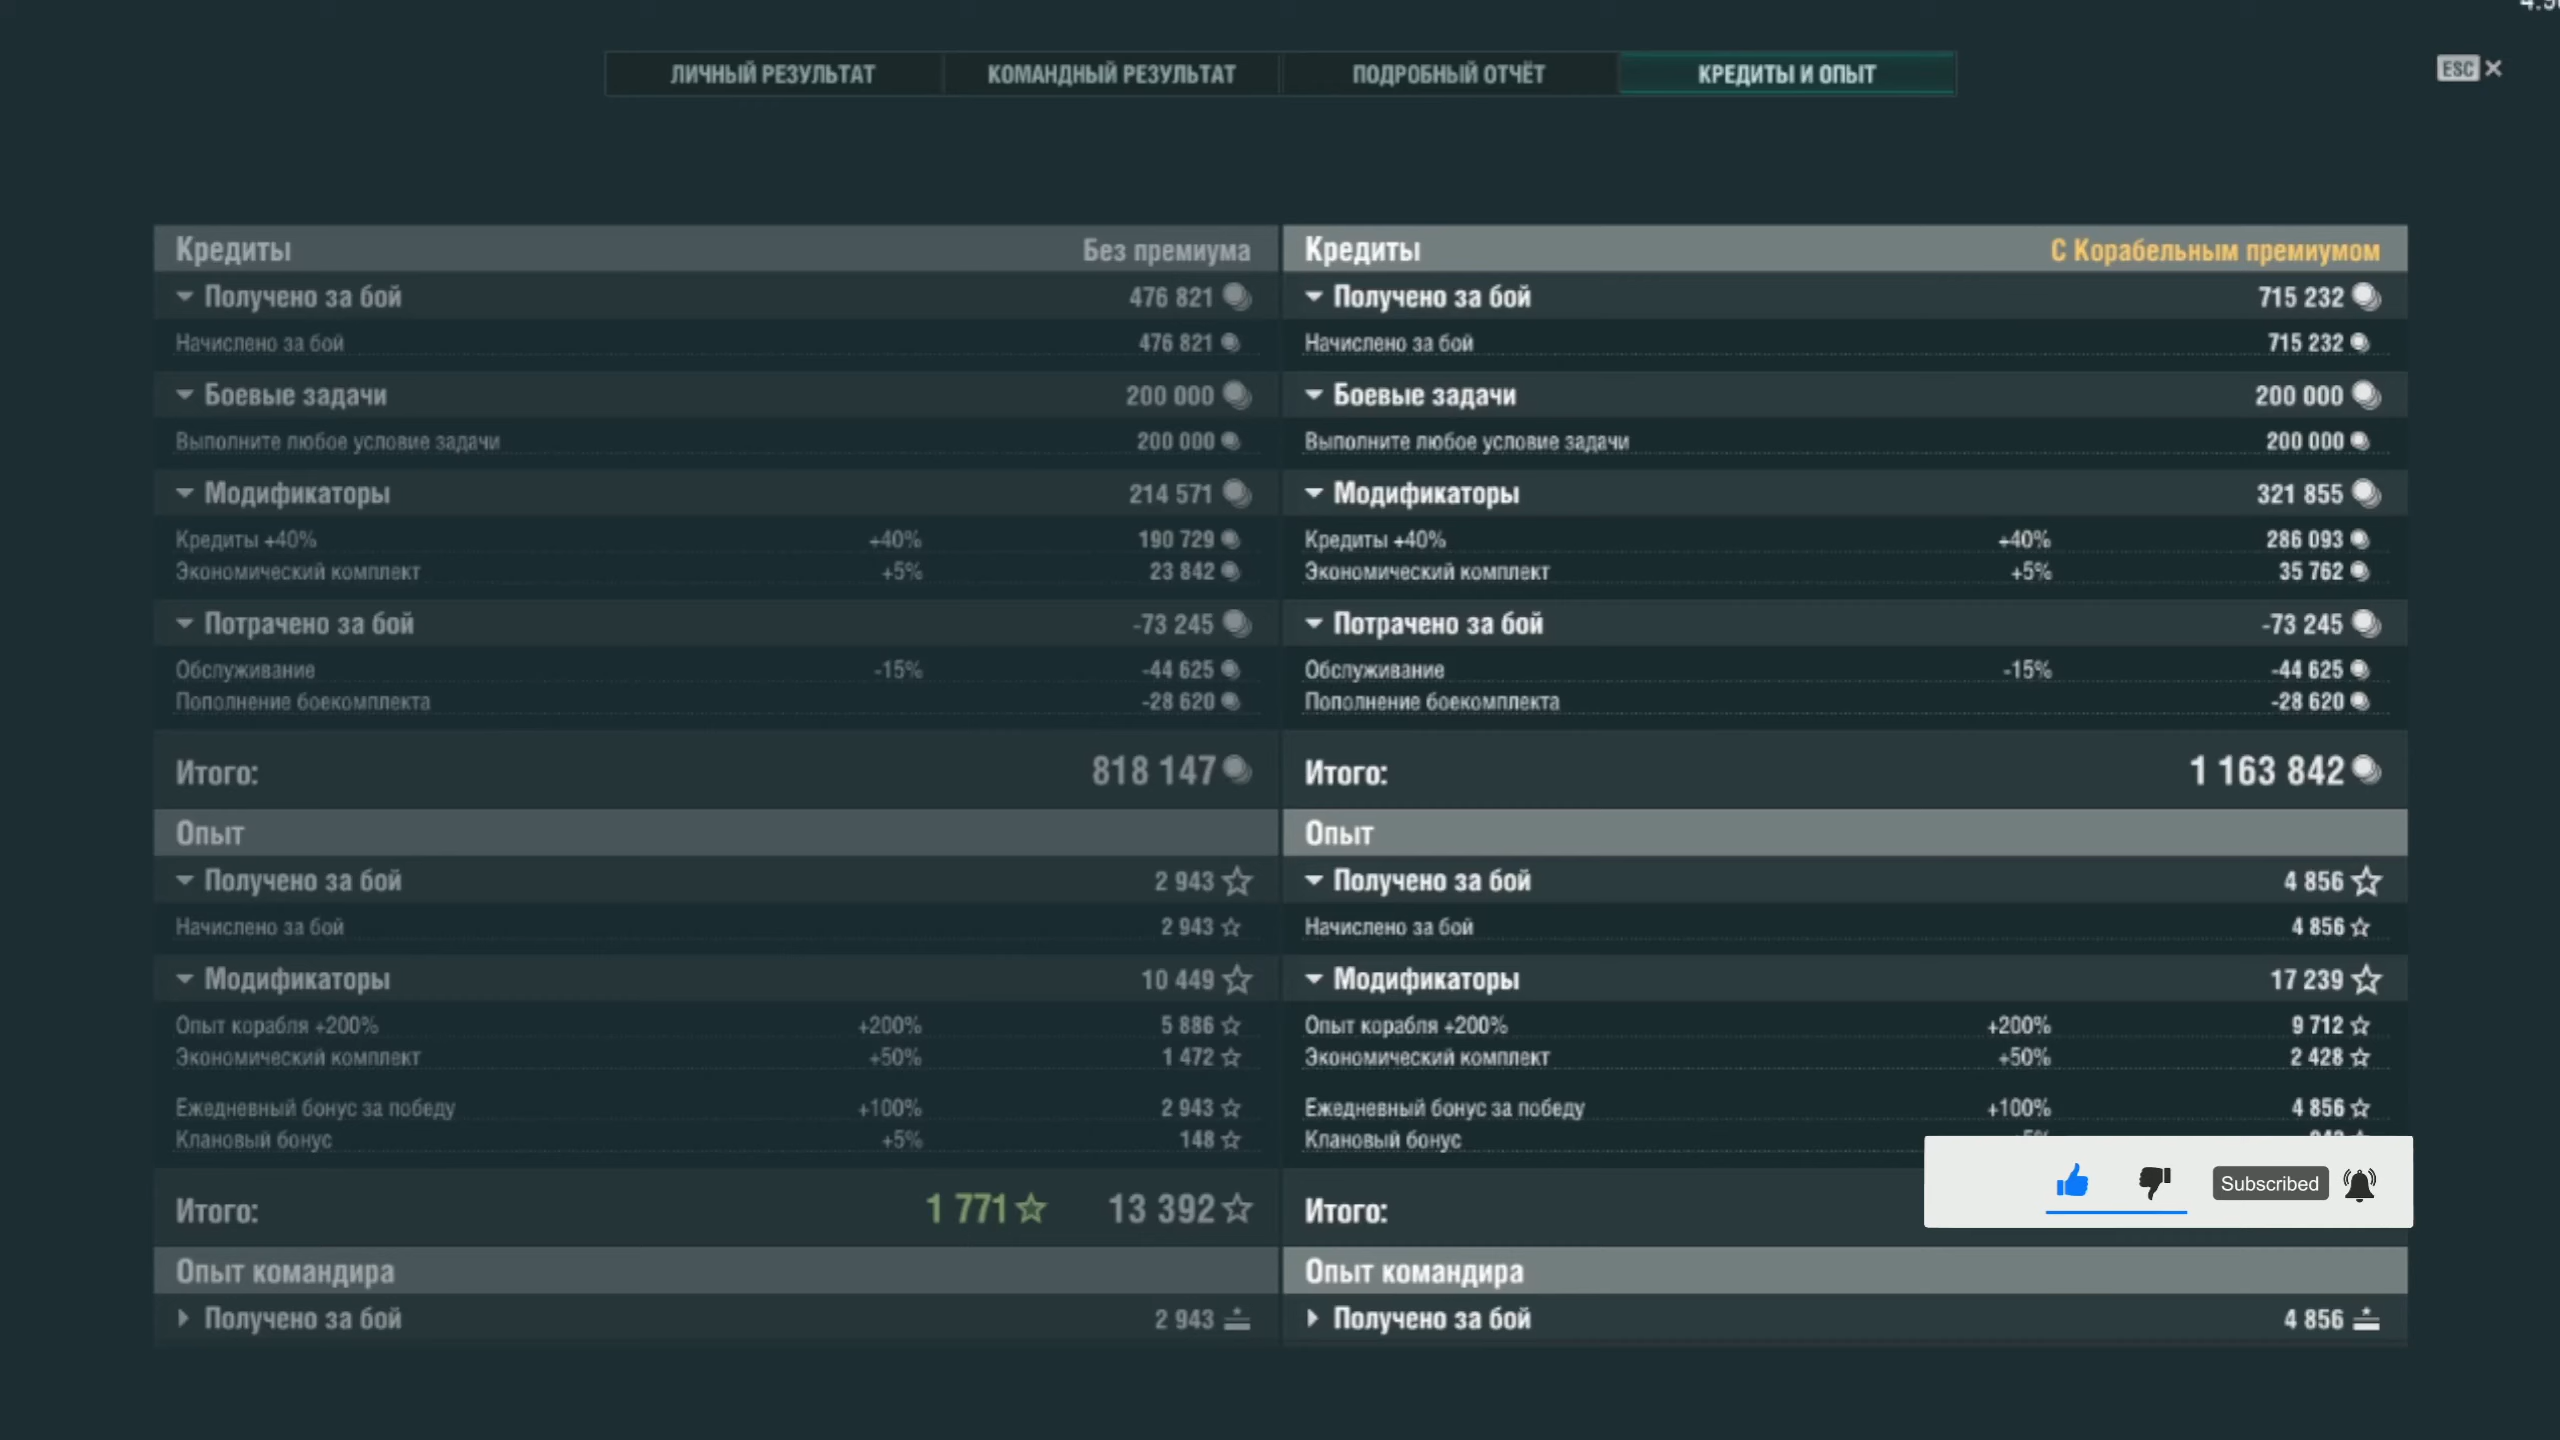 ЛИЧНЫЙ РЕЗУЛЬТАТ КОМАНДНЫЙ РЕЗУЛЬТАТ ПОДРОБНЫЙ ОТЧЁТ КРЕДИТЫ И ОПЫТ ESC
Кредиты Без премиума
Получено за бой 476 821
Начислено за бой 476 821
Боевые задачи 200 000
Выполните любое условие задачи 200 000
Модификаторы 214 571
Кредиты +40% +40% 190 729
Экономический комплект +5% 23 842
Потрачено за бой -73 245
Обслуживание -15% -44 625
Пополнение боекомплекта -28 620
Итого: 818 147
Опыт
Получено за бой 2 943
Начислено за бой 2 943
Модификаторы 10 449
Опыт корабля +200% +200% 5 886
Экономический комплект +50% 1 472
Ежедневный бонус за победу +100% 2 943
Клановый бонус +5% 148
Итого: 1 771 13 392
Опыт командира
Получено за бой 2 943
Кредиты С Корабельным премиумом
Получено за бой 715 232
Начислено за бой 715 232
Боевые задачи 200 000
Выполните любое условие задачи 200 000
Модификаторы 321 855
Кредиты +40% +40% 286 093
Экономический комплект +5% 35 762
Потрачено за бой -73 245
Обслуживание -15% -44 625
Пополнение боекомплекта -28 620
Итого: 1 163 842
Опыт
Получено за бой 4 856
Начислено за бой 4 856
Модификаторы 17 239
Опыт корабля +200% +200% 9 712
Экономический комплект +50% 2 428
Ежедневный бонус за победу +100% 4 856
Клановый бонус
Итого:
Subscribed
Опыт командира
Получено за бой 4 856